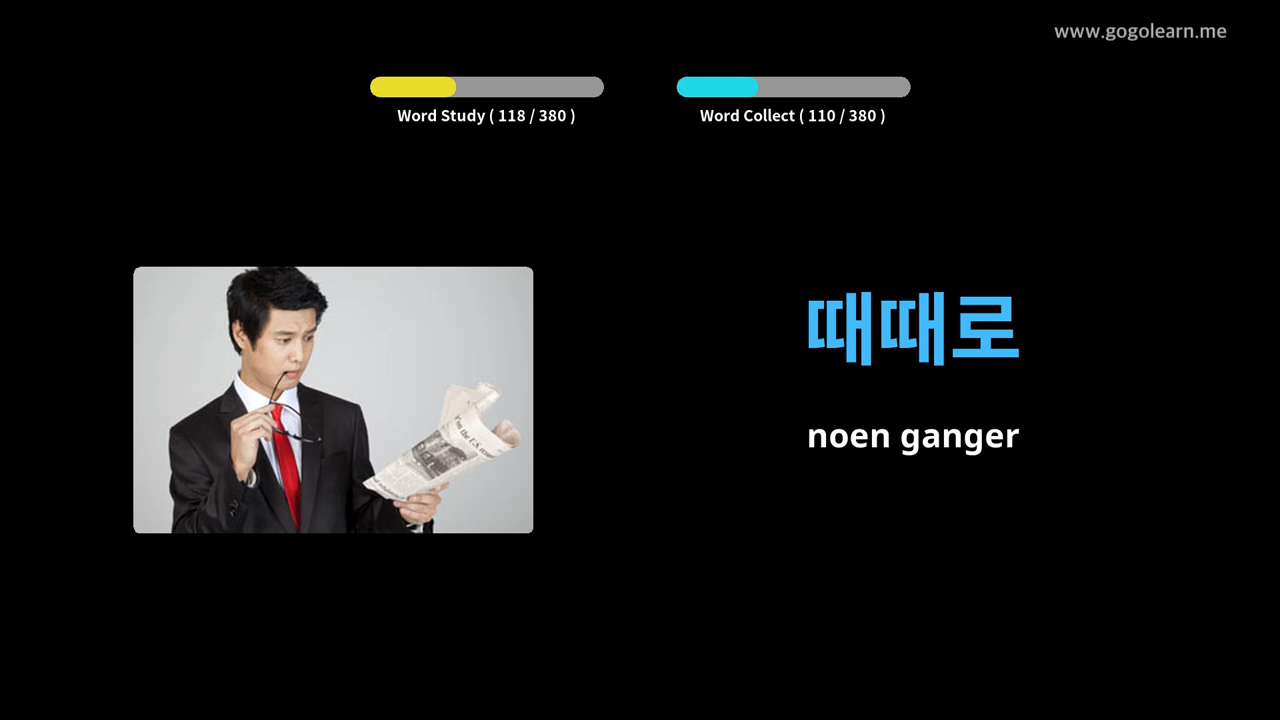 www.gogolearn.me
Word Study ( 118 / 380 )
Word Collect ( 110 / 380 )
때때로
noen ganger